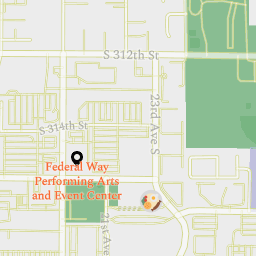 S 312th St
23rd Ave S
S 314th St
Federal Way
Performing Arts
and Event Center
21st Ave